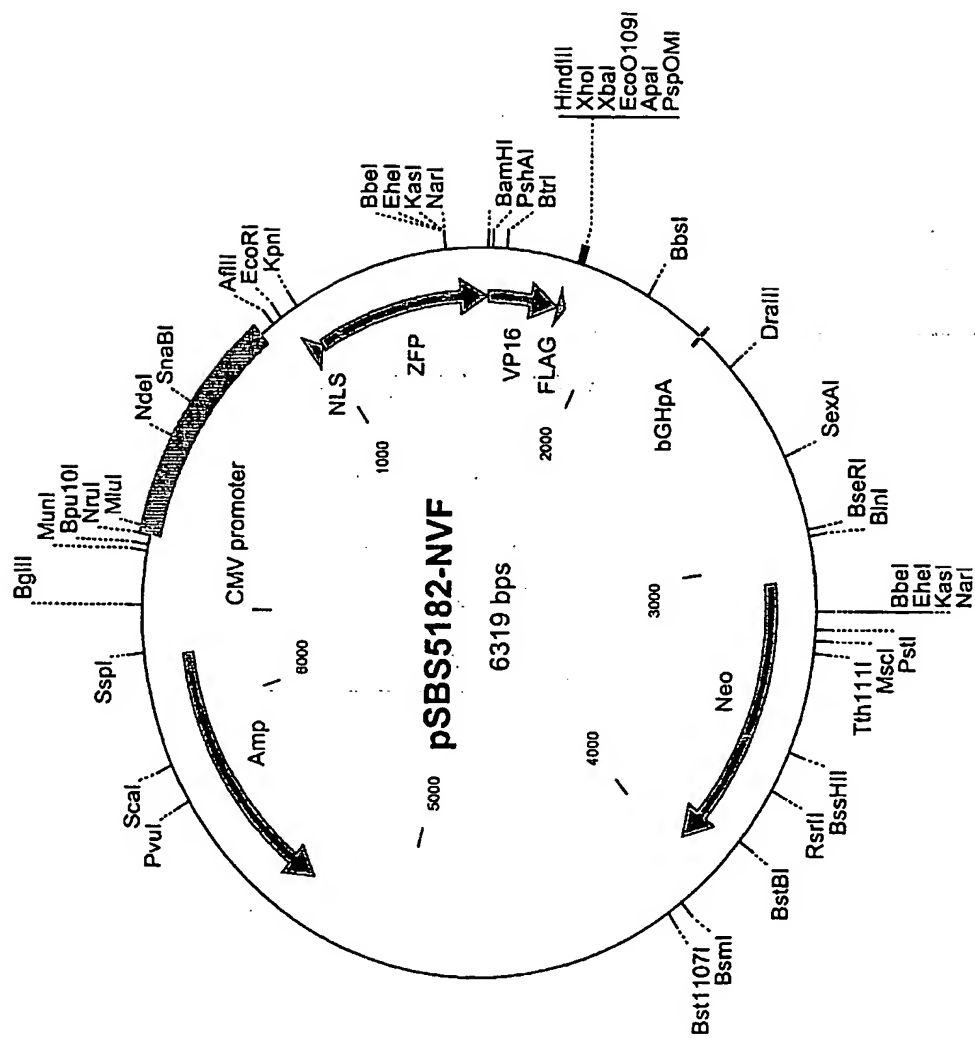 pSBS5182-NVF
6319 bps
BglII
MunI
Bpu10I
NruI
MluI
NdeI
SnaBI
AflII
EcoRI
KpnI
BbeI
EheI
KasI
NarI
BamHI
PshAI
BtrI
HindIII
XhoI
XbaI
EcoO109I
ApaI
PspOMI
BbsI
DraIII
SexAI
BseRI
BlnI
BbeI
EheI
KasI
NarI
PstI
MscI
Tth111I
BssHII
RsrII
BstBI
BsmI
Bst1107I
PvuI
ScaI
SspI
CMV promoter
NLS
ZFP
VP16
FLAG
bGHpA
Neo
Amp
1000
2000
3000
4000
5000
6000